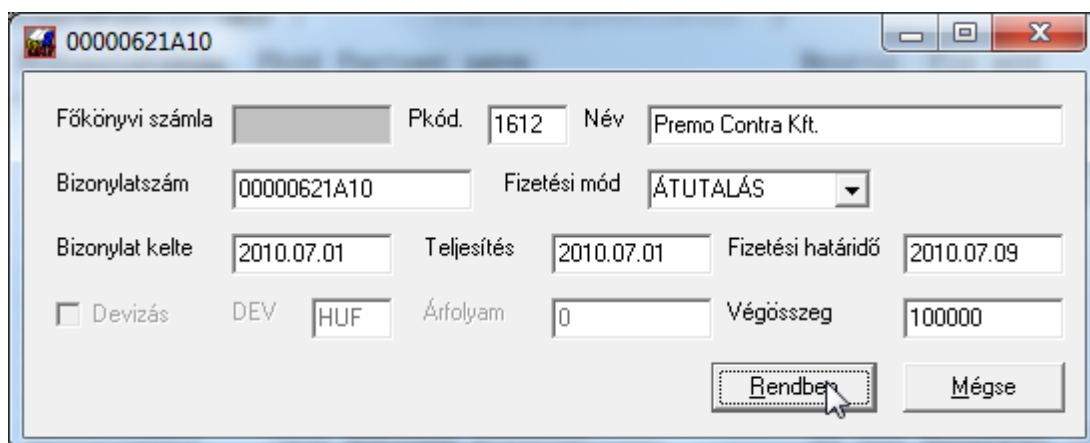 00000621A10
Főkönyvi számla Pkód. 1612 Név Premo Contra Kft.
Bizonylatszám 00000621A10 Fizetési mód ÁTUTALÁS
Bizonylat kelte 2010.07.01 Teljesítés 2010.07.01 Fizetési határidő 2010.07.09
Devizás DEV HUF Árfolyam 0 Végösszeg 100000
Rendben Mégse